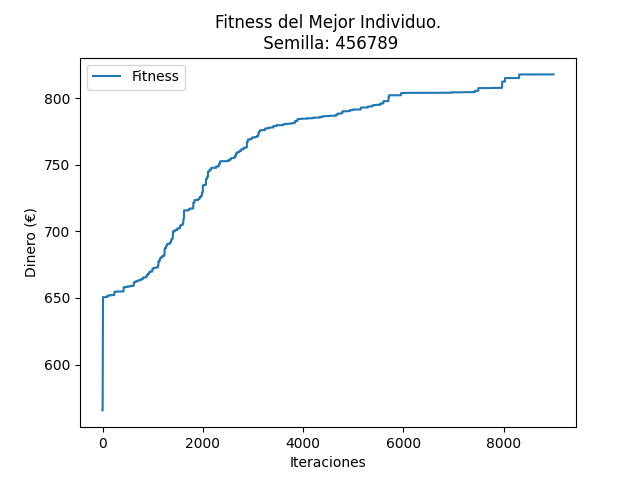 Fitness del Mejor Individuo.
Semilla: 456789
Fitness
800
750
700
650
600
Dinero (€)
0 2000 4000 6000 8000
Iteraciones